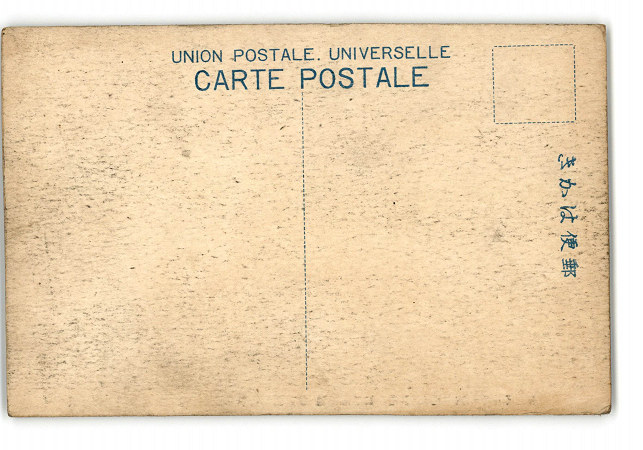 UNION POSTALE. UNIVERSELLE
CARTE POSTALE
郵便はかき